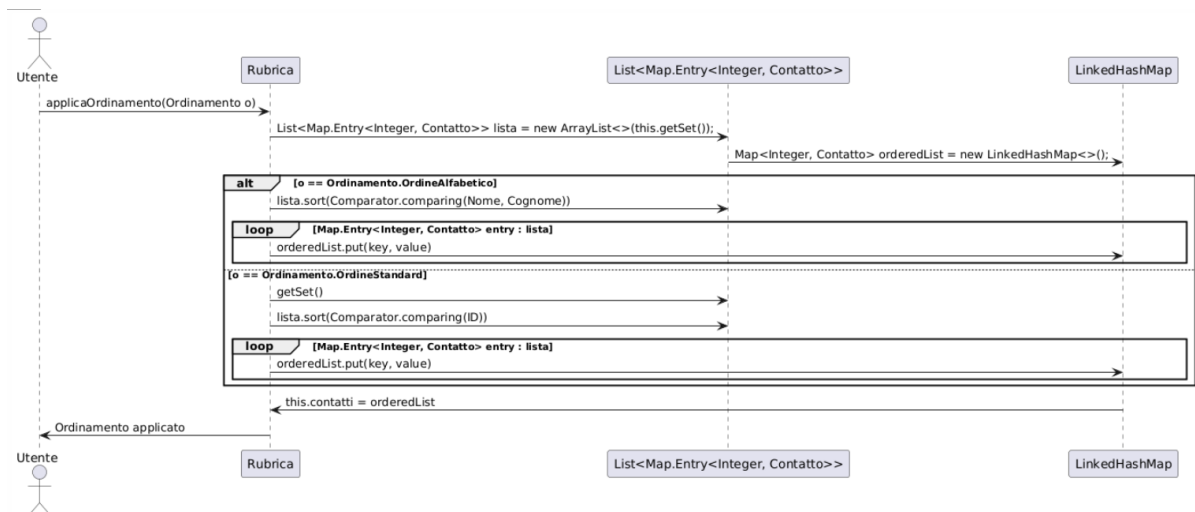 Utente
Rubrica
List<Map.Entry<Integer, Contatto>>
LinkedHashMap
applicaOrdinamento(Ordinamento o)
List<Map.Entry<Integer, Contatto>> lista = new ArrayList<>(this.getSet());
Map<Integer, Contatto> orderedList = new LinkedHashMap<>();
alt [o == Ordinamento.OrdineAlfabetico]
lista.sort(Comparator.comparing(Nome, Cognome))
loop [Map.Entry<Integer, Contatto> entry : lista]
orderedList.put(key, value)
[o == Ordinamento.OrdineStandard]
getSet()
lista.sort(Comparator.comparing(ID))
loop [Map.Entry<Integer, Contatto> entry : lista]
orderedList.put(key, value)
this.contatti = orderedList
Ordinamento applicato
Utente
Rubrica
List<Map.Entry<Integer, Contatto>>
LinkedHashMap